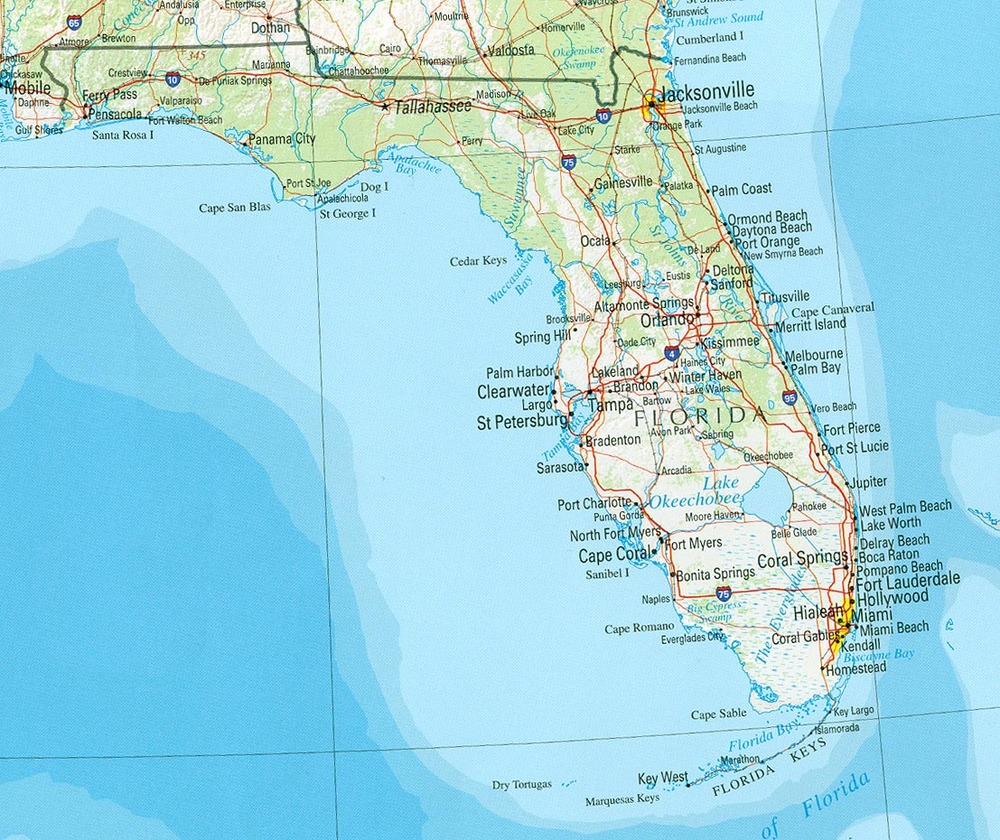 Andalusia
Opp
Enterprise
Dothan
Moultrie
Waycross
Brunswick
St Andrew Sound
Cumberland I
65
Atmore
Brewton
345
Bainbridge
Cairo
Thomasville
Valdosta
Homerville
Okefenokee
Swamp
Fernandina Beach
Chickasaw
Mobile
Daphne
Crestview
10
De Funiak Springs
Marianna
Chattahoochee
Ferry Pass
Valparaiso
Tallahassee
Madison
Live Oak
10
Jacksonville
Jacksonville Beach
Pensacola
Fort Walton Beach
Gulf Shores
Santa Rosa I
Lake City
Orange Park
Panama City
Perry
Starke
St Augustine
Apalachee
Bay
75
Port St Joe
Dog I
Apalachicola
Suwannee
Gainesville
Palatka
Palm Coast
Cape San Blas
St George I
Ormond Beach
Daytona Beach
Ocala
St Johns
River
De Land
Port Orange
New Smyrna Beach
Cedar Keys
Waccasassa
Bay
Leesburg
Eustis
Deltona
Sanford
Titusville
Altamonte Springs
Cape Canaveral
Brooksville
Orlando
Merritt Island
Spring Hill
Dade City
Kissimmee
4
Haines City
Melbourne
Palm Bay
Palm Harbor
Lakeland
Winter Haven
Clearwater
Brandon
Lake Wales
95
Largo
Tampa
Bartow
FLORIDA
Vero Beach
St Petersburg
Avon Park
Sebring
Fort Pierce
Tampa Bay
Bradenton
Port St Lucie
Okeechobee
Sarasota
Arcadia
Lake
Okeechobee
Jupiter
Port Charlotte
Punta Gorda
Moore Haven
Pahokee
West Palm Beach
Lake Worth
North Fort Myers
Belle Glade
Cape Coral
Fort Myers
Delray Beach
Boca Raton
Coral Springs
Pompano Beach
Sanibel I
Bonita Springs
Fort Lauderdale
75
Hollywood
Naples
Big Cypress
Swamp
The Everglades
Hialeah
Miami
Cape Romano
Everglades City
Coral Gables
Miami Beach
Kendall
Biscayne Bay
Homestead
Cape Sable
Key Largo
Florida Bay
Islamorada
Marathon
Dry Tortugas
Key West
FLORIDA KEYS
Marquesas Keys
of Florida